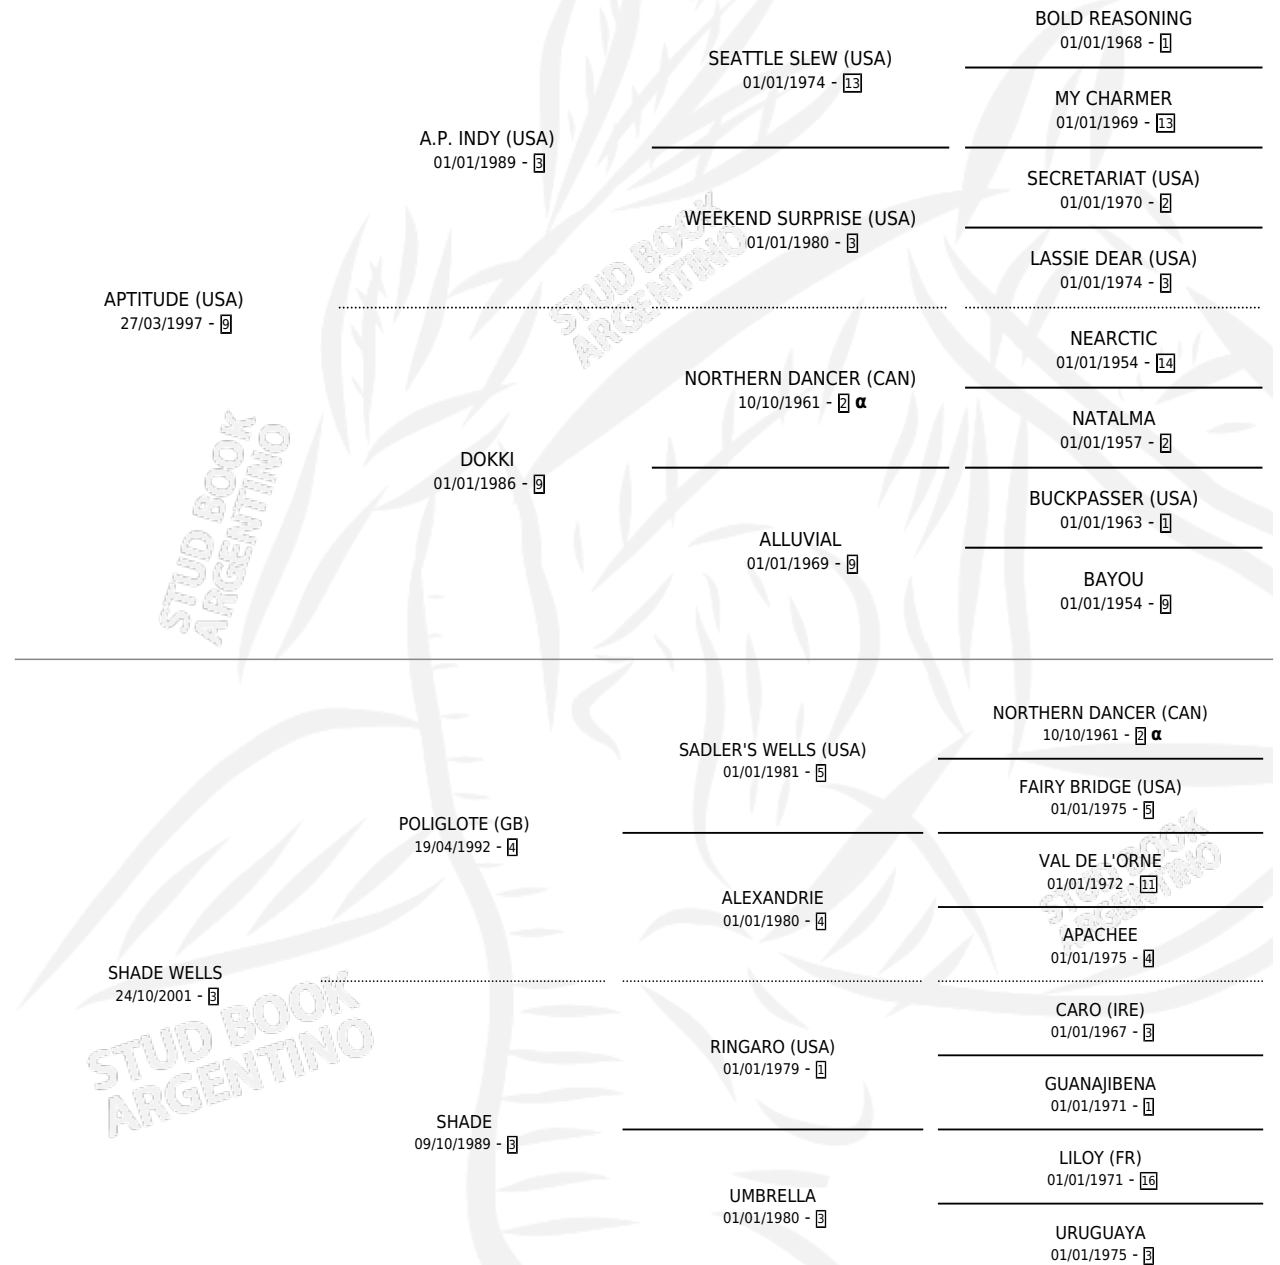 BOLD REASONING
01/01/1968 - 1
SEATTLE SLEW (USA)
01/01/1974 - 13
MY CHARMER
01/01/1969 - 13
A.P. INDY (USA)
01/01/1989 - 3
SECRETARIAT (USA)
01/01/1970 - 2
WEEKEND SURPRISE (USA)
01/01/1980 - 3
LASSIE DEAR (USA)
01/01/1974 - 3
STUD BOOK
ARGENTINO
APTITUDE (USA)
27/03/1997 - 9
NEARCTIC
01/01/1954 - 14
NORTHERN DANCER (CAN)
10/10/1961 - 2 α
NATALMA
01/01/1957 - 2
DOKKI
01/01/1986 - 9
BUCKPASSER (USA)
01/01/1963 - 1
ALLUVIAL
01/01/1969 - 9
BAYOU
01/01/1954 - 9
STUD BOOK
ARGENTINO
NORTHERN DANCER (CAN)
10/10/1961 - 2 α
SADLER'S WELLS (USA)
01/01/1981 - 5
FAIRY BRIDGE (USA)
01/01/1975 - 5
POLIGLOTE (GB)
19/04/1992 - 4
VAL DE L'ORNE
01/01/1972 - 11
ALEXANDRIE
01/01/1980 - 4
APACHEE
01/01/1975 - 4
STUD BOOK
ARGENTINO
SHADE WELLS
24/10/2001 - 3
CARO (IRE)
01/01/1967 - 3
RINGARO (USA)
01/01/1979 - 1
GUANAJIBENA
01/01/1971 - 1
STUD BOOK
ARGENTINO
SHADE
09/10/1989 - 3
LILOY (FR)
01/01/1971 - 16
UMBRELLA
01/01/1980 - 3
URUGUAYA
01/01/1975 - 3